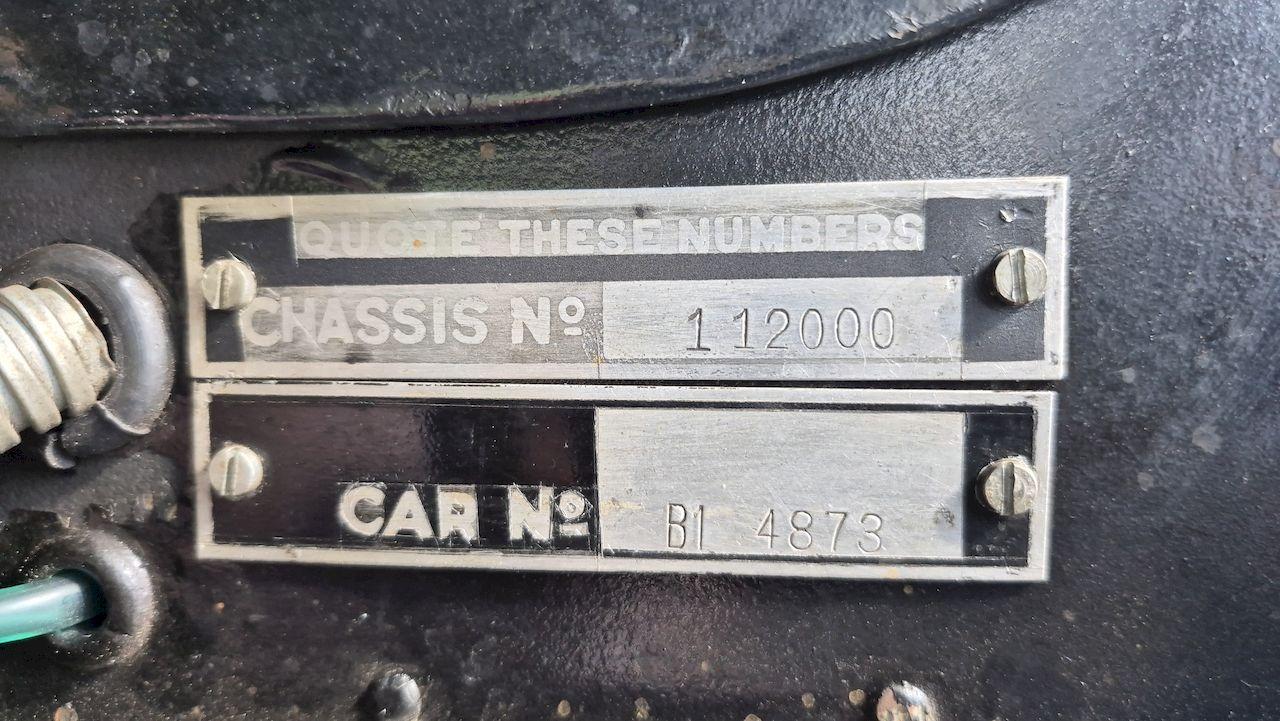 QUOTE THESE NUMBERS
CHASSIS Nº 112000
CAR Nº B1 4873